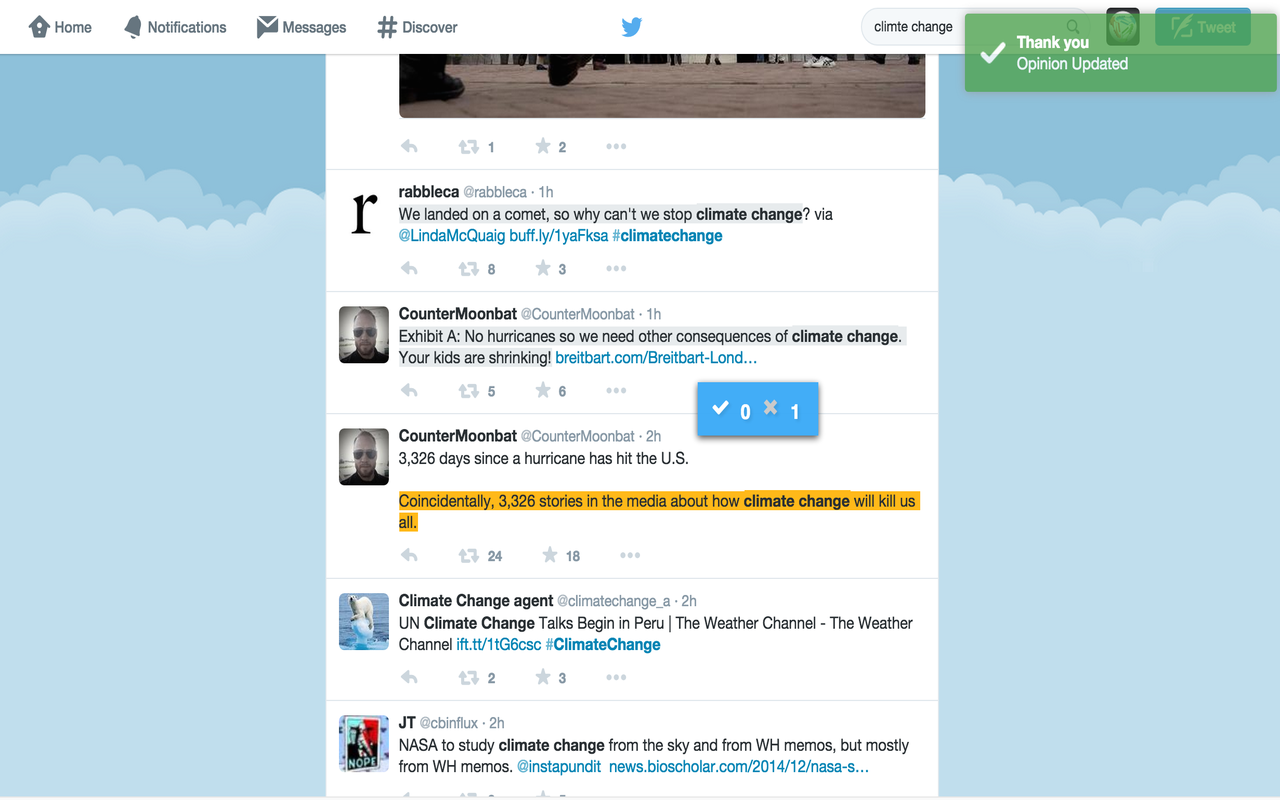 Home Notifications Messages # Discover climte change Tweet
Thank you
Opinion Updated
1 2 •••
r
rabbleca @rabbleca · 1h
We landed on a comet, so why can't we stop climate change? via
@LindaMcQuaig buff.ly/1yaFksa #climatechange
8 3 •••
CounterMoonbat @CounterMoonbat · 1h
Exhibit A: No hurricanes so we need other consequences of climate change.
Your kids are shrinking! breitbart.com/Breitbart-Lond…
5 6 •••
0 1
CounterMoonbat @CounterMoonbat · 2h
3,326 days since a hurricane has hit the U.S.
Coincidentally, 3,326 stories in the media about how climate change will kill us
all.
24 18 •••
Climate Change agent @climatechange_a · 2h
UN Climate Change Talks Begin in Peru | The Weather Channel - The Weather
Channel ift.tt/1tG6csc #ClimateChange
2 3 •••
JT @cbinflux · 2h
NASA to study climate change from the sky and from WH memos, but mostly
from WH memos. @instapundit news.bioscholar.com/2014/12/nasa-s…
NOPE